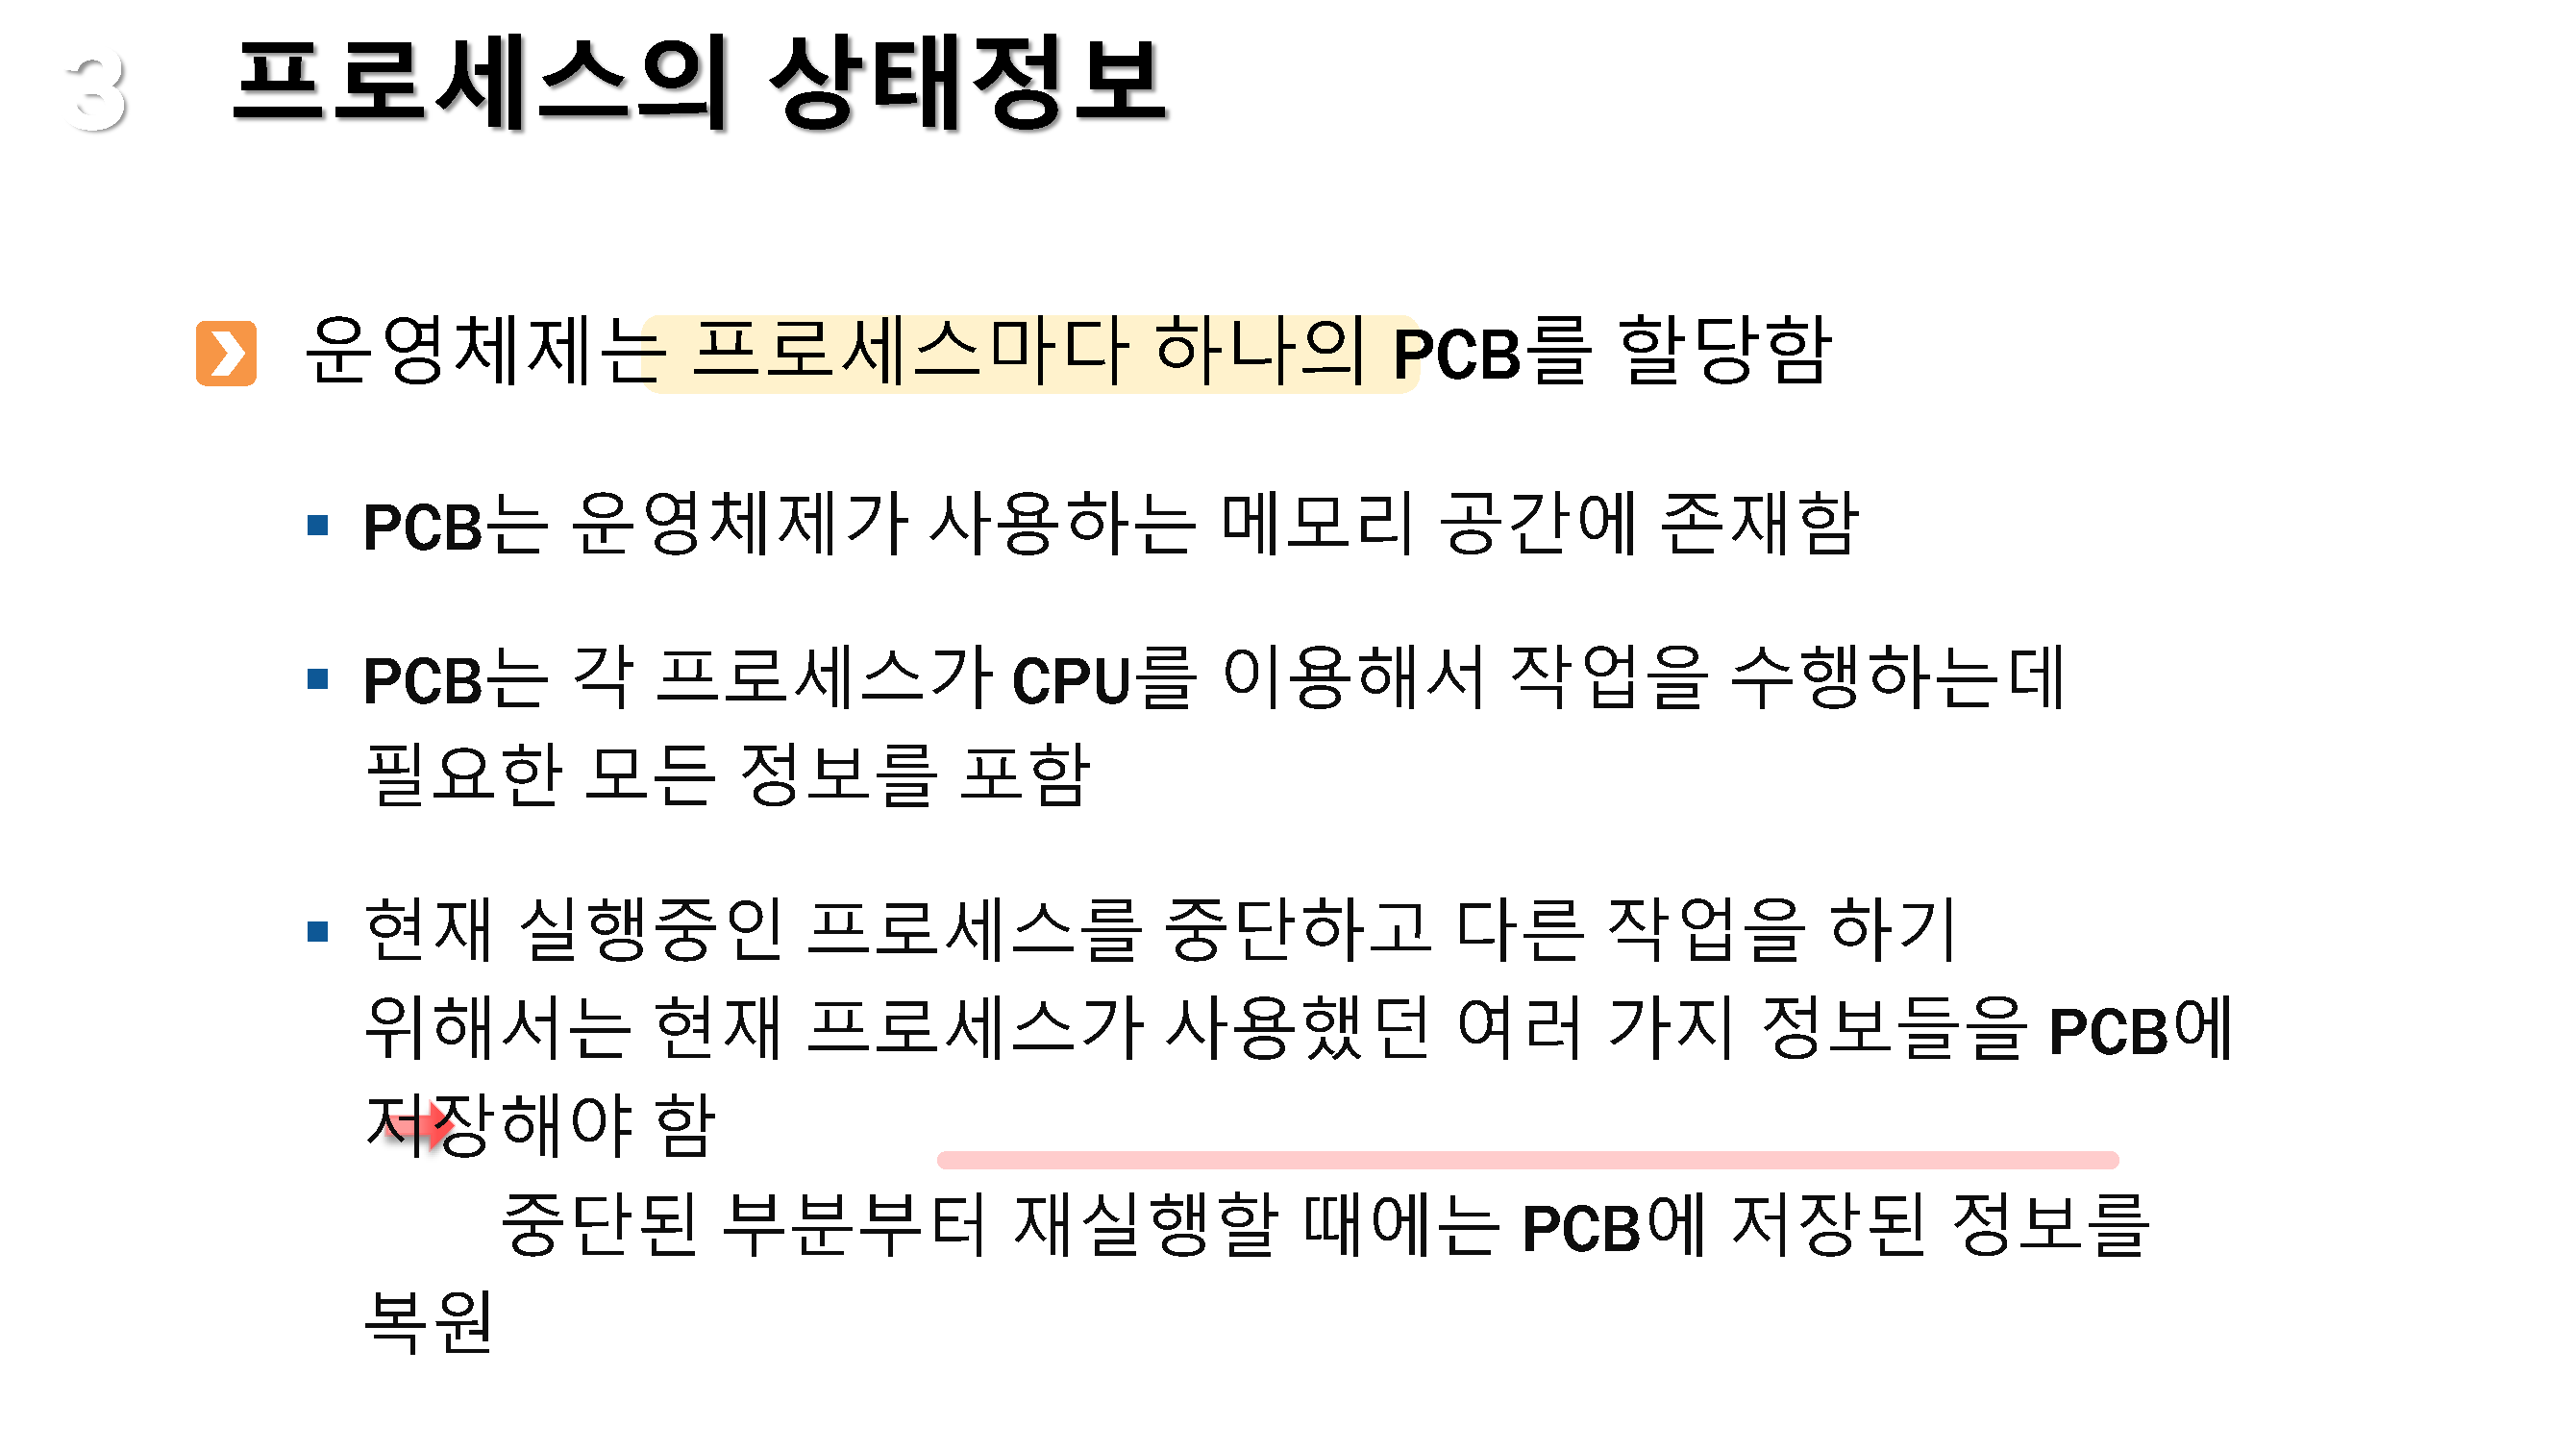 3 프로세스의 상태정보
운영체제는 프로세스마다 하나의 PCB를 할당함
PCB는 운영체제가 사용하는 메모리 공간에 존재함
PCB는 각 프로세스가 CPU를 이용해서 작업을 수행하는데
필요한 모든 정보를 포함
현재 실행중인 프로세스를 중단하고 다른 작업을 하기
위해서는 현재 프로세스가 사용했던 여러 가지 정보들을 PCB에
저장해야 함
중단된 부분부터 재실행할 때에는 PCB에 저장된 정보를
복원